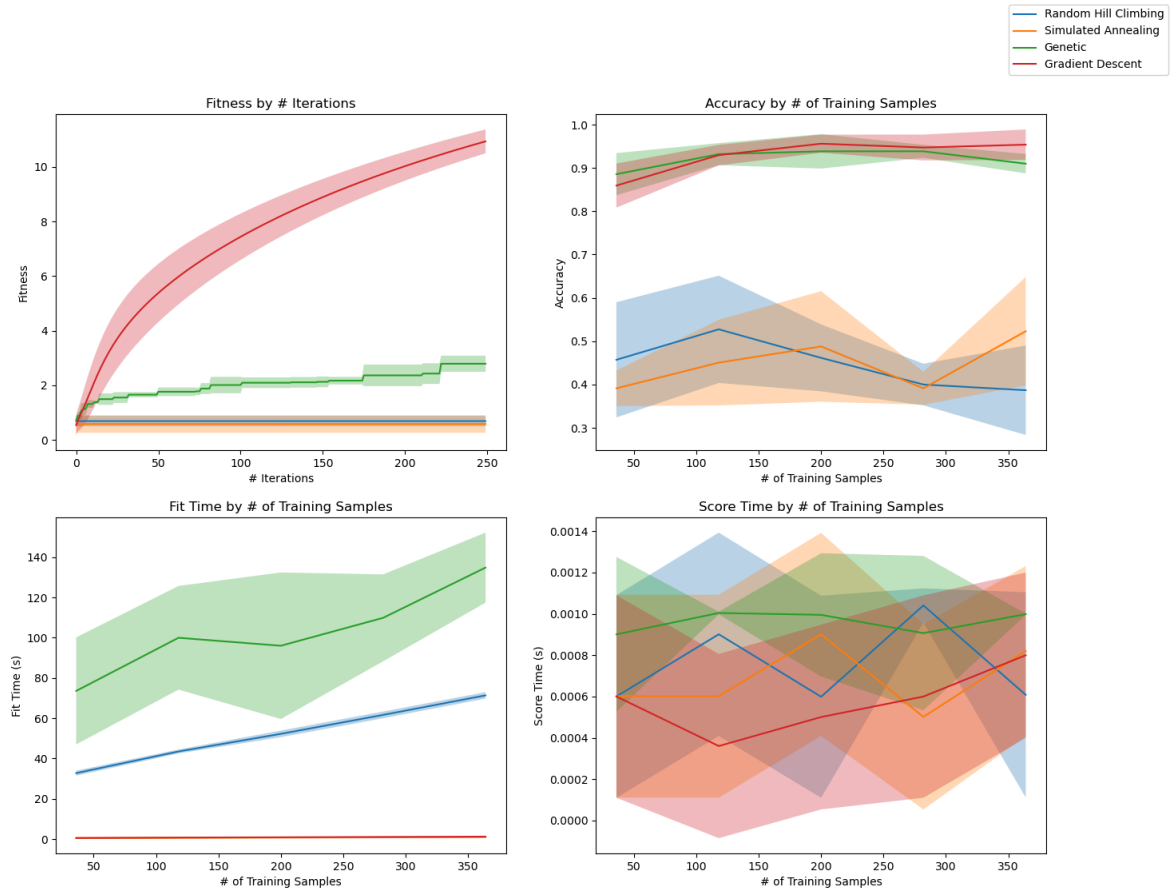 Random Hill Climbing
Simulated Annealing
Genetic
Gradient Descent
Fitness by # Iterations
Fitness
10
8
6
4
2
0
0 50 100 150 200 250
# Iterations
Accuracy by # of Training Samples
Accuracy
1.0
0.9
0.8
0.7
0.6
0.5
0.4
0.3
50 100 150 200 250 300 350
# of Training Samples
Fit Time by # of Training Samples
Fit Time (s)
140
120
100
80
60
40
20
0
50 100 150 200 250 300 350
# of Training Samples
Score Time by # of Training Samples
Score Time (s)
0.0014
0.0012
0.0010
0.0008
0.0006
0.0004
0.0002
0.0000
50 100 150 200 250 300 350
# of Training Samples